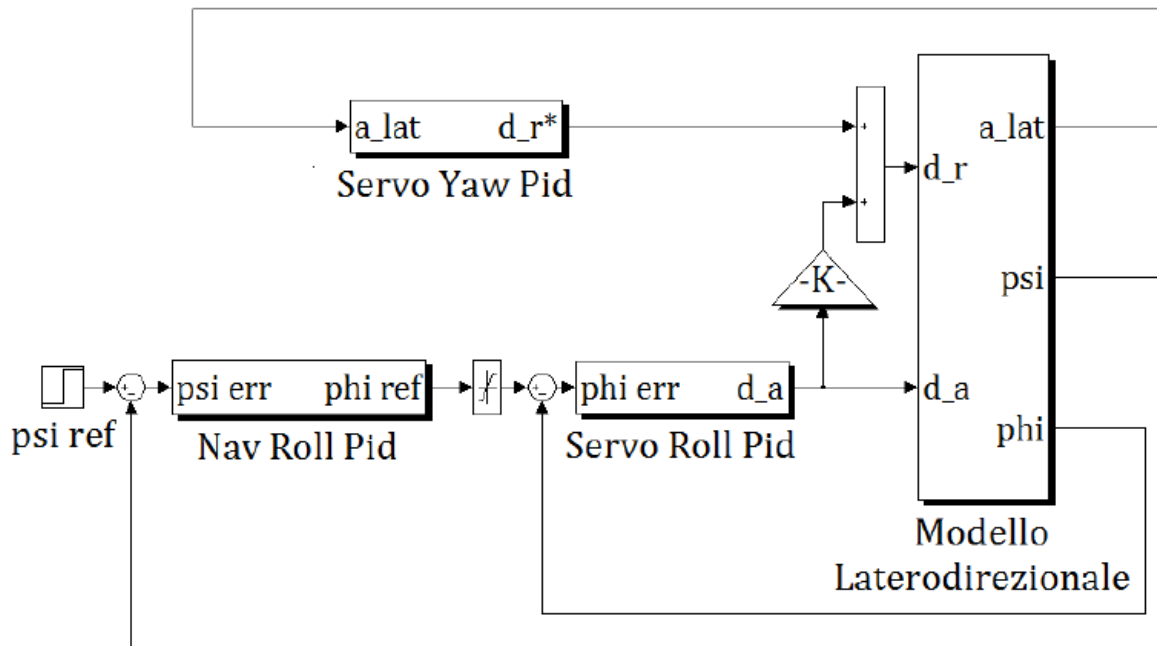 a_lat d_r*
Servo Yaw Pid
+
+
d_r
a_lat
psi
-K-
psi ref
+
-
psi err phi ref
Nav Roll Pid
+
-
phi err d_a
Servo Roll Pid
d_a
phi
Modello
Laterodirezionale